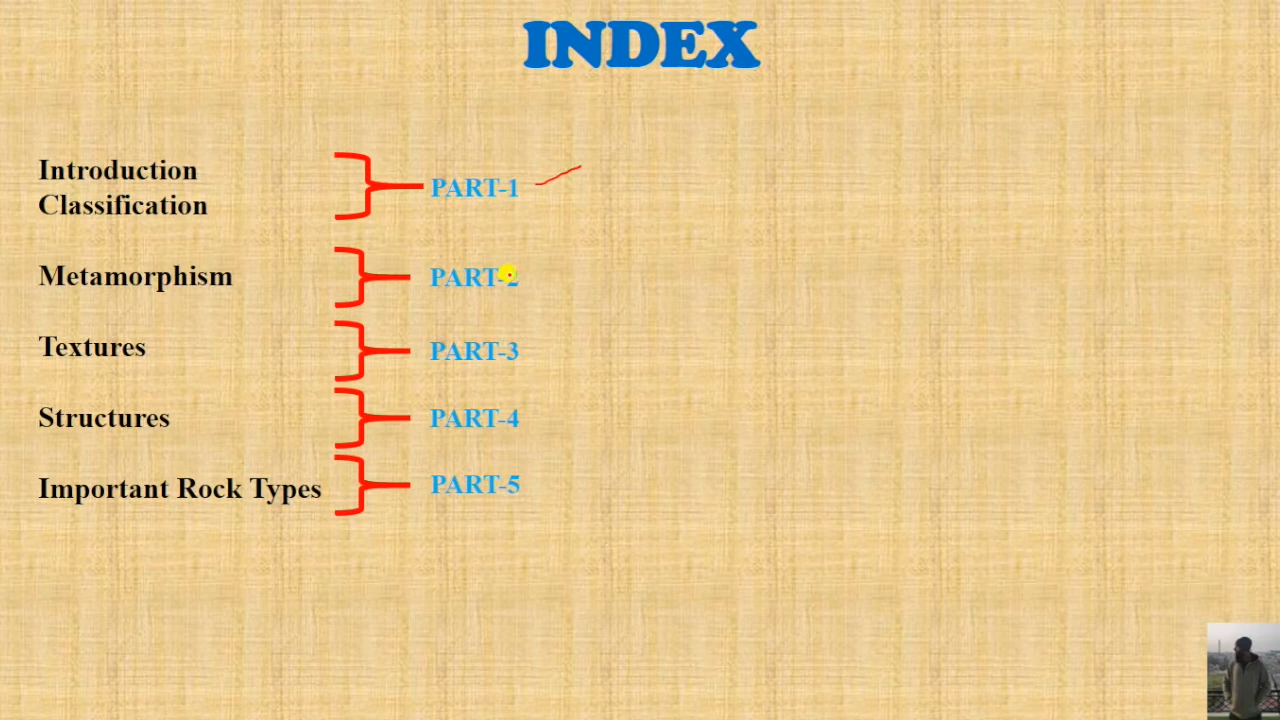 INDEX
Introduction
Classification
PART-1
Metamorphism
PART-2
Textures
PART-3
Structures
PART-4
Important Rock Types
PART-5